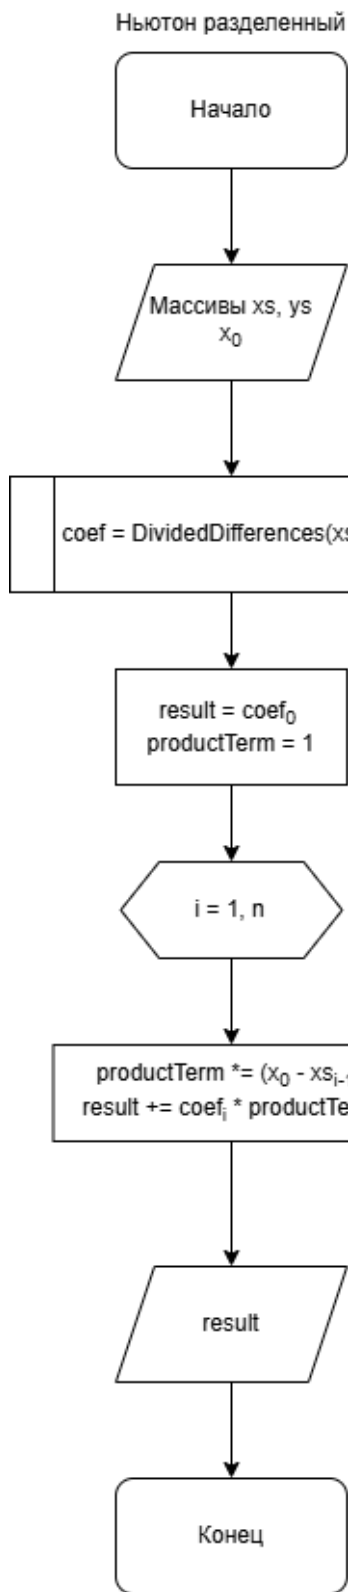 Ньютон разделенный
Начало
Массивы xs, ys
x₀
coef = DividedDifferences(xs
result = coef₀
productTerm = 1
i = 1, n
productTerm *= (x₀ - xsᵢ₋
result += coefᵢ * productTe
result
Конец